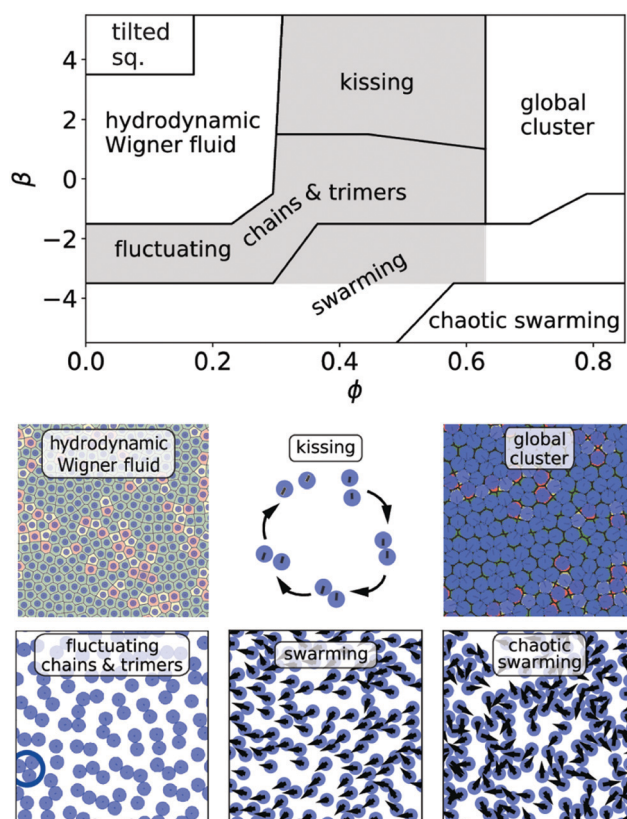 tilted
sq.
hydrodynamic
Wigner fluid
kissing
global
cluster
chains & trimers
fluctuating
swarming
chaotic swarming
β
4
2
0
−2
−4
0.0 0.2 0.4 0.6 0.8
ϕ
hydrodynamic
Wigner fluid
kissing
global
cluster
fluctuating
chains & trimers
swarming
chaotic
swarming